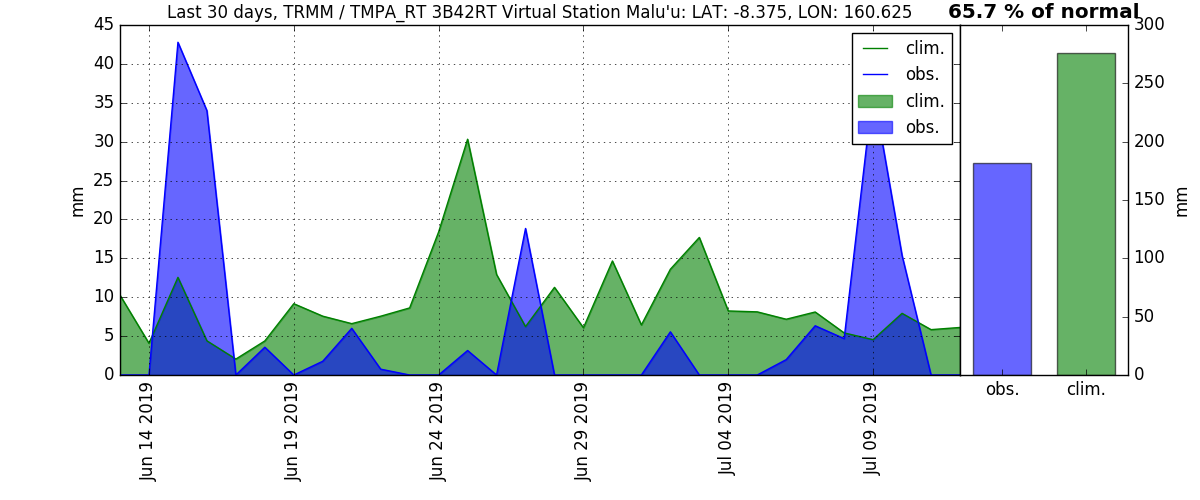 Last 30 days, TRMM / TMPA_RT 3B42RT Virtual Station Malu'u: LAT: -8.375, LON: 160.625
65.7 % of normal
45
40
35
30
25
20
15
10
5
0
mm
clim.
obs.
clim.
obs.
300
250
200
150
100
50
0
mm
obs.
clim.
Jun 14 2019
Jun 19 2019
Jun 24 2019
Jun 29 2019
Jul 04 2019
Jul 09 2019